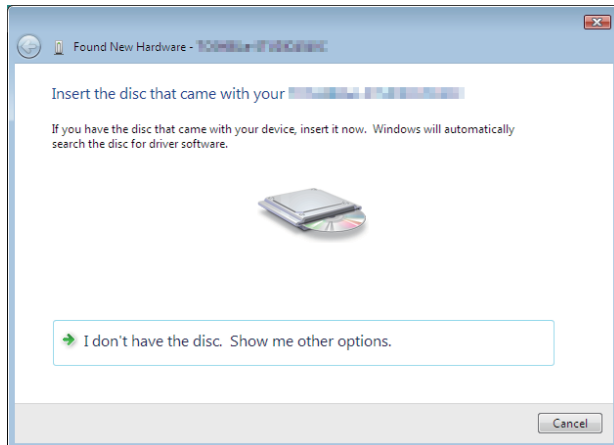 Found New Hardware -
Insert the disc that came with your
If you have the disc that came with your device, insert it now.  Windows will automatically
search the disc for driver software.
I don't have the disc.  Show me other options.
Cancel